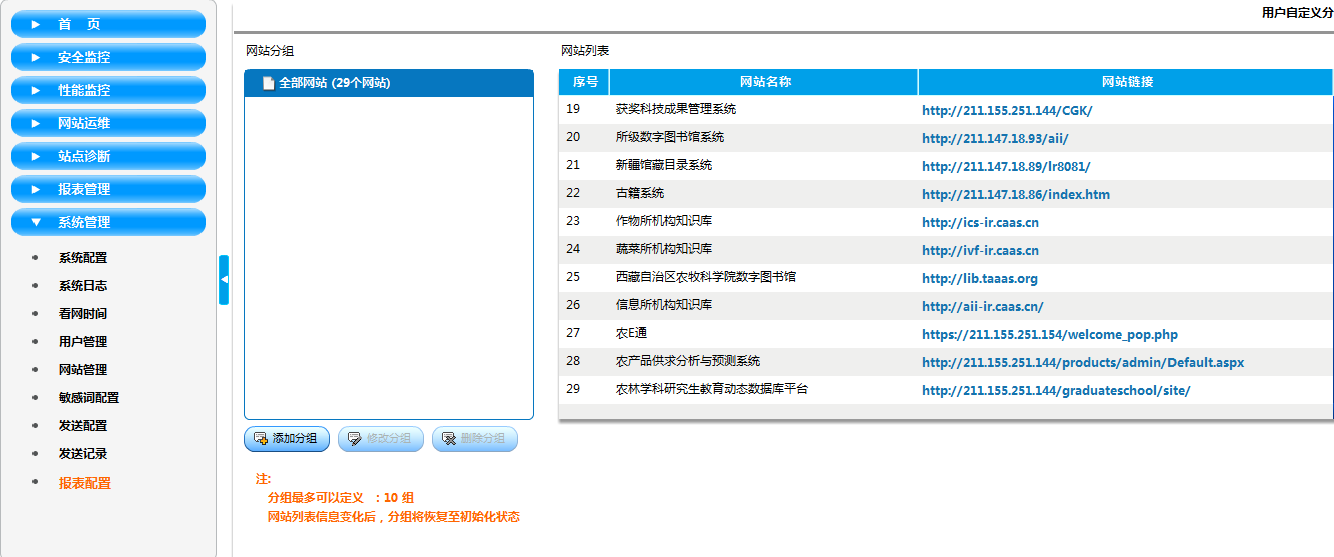 首 页
安全监控
性能监控
网站运维
站点诊断
报表管理
系统管理
系统配置
系统日志
看网时间
用户管理
网站管理
敏感词配置
发送配置
发送记录
报表配置
用户自定义分
网站分组
全部网站 (29个网站)
添加分组 修改分组 删除分组
注:
分组最多可以定义 : 10 组
网站列表信息变化后，分组将恢复至初始化状态
网站列表
序号 网站名称 网站链接
19 获奖科技成果管理系统 http://211.155.251.144/CGK/
20 所级数字图书馆系统 http://211.147.18.93/aii/
21 新疆馆藏目录系统 http://211.147.18.89/lr8081/
22 古籍系统 http://211.147.18.86/index.htm
23 作物所机构知识库 http://ics-ir.caas.cn
24 蔬菜所机构知识库 http://ivf-ir.caas.cn
25 西藏自治区农牧科学院数字图书馆 http://lib.taaas.org
26 信息所机构知识库 http://aii-ir.caas.cn/
27 农E通 https://211.155.251.154/welcome_pop.php
28 农产品供求分析与预测系统 http://211.155.251.144/products/admin/Default.aspx
29 农林学科研究生教育动态数据库平台 http://211.155.251.144/graduateschool/site/